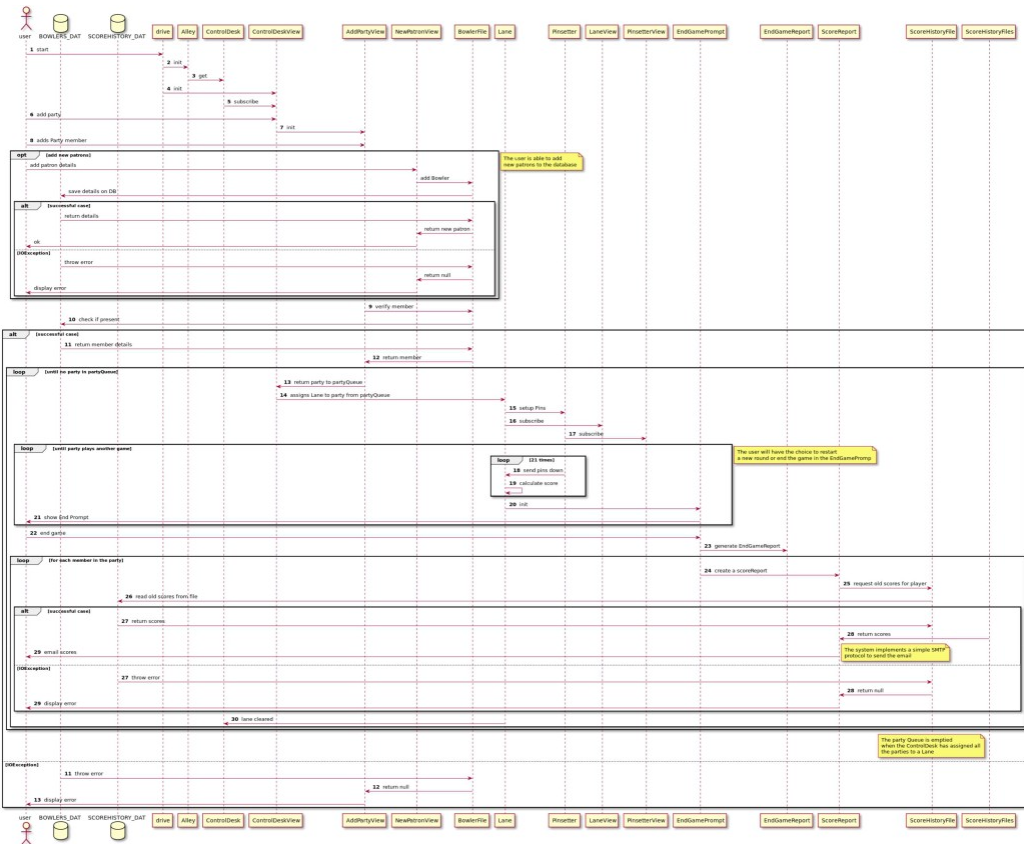 user BOWLERS_DAT SCOREHISTORY_DAT drive Alley ControlDesk ControlDeskView AddPartyView NewPatronView BowlerFile Lane Pinsetter LaneView PinsetterView EndGamePrompt EndGameReport ScoreReport ScoreHistoryFile ScoreHistoryFiles
1 start
2 init
3 get
4 init
5 subscribe
6 add party
7 init
8 adds Party member
opt [add new patrons]
The user is able to add
new patrons to the database
add patron details
add Bowler
save details on DB
alt [successful case]
return details
return new patron
ok
[IOException]
throw error
return null
display error
9 verify member
10 check if present
alt [successful case]
11 return member details
12 return member
loop [until no party in partyQueue]
13 return party to partyQueue
14 assigns Lane to party from partyQueue
15 setup Pins
16 subscribe
17 subscribe
loop [until party plays another game]
The user will have the choice to restart
a new round or end the game in the EndGamePromp
loop [21 times]
18 send pins down
19 calculate score
20 init
21 show End Prompt
22 end game
23 generate EndGameReport
loop [for each member in the party]
24 create a scoreReport
25 request old scores for player
26 read old scores from file
alt [successful case]
27 return scores
28 return scores
29 email scores
The system implements a simple SMTP
protocol to send the email
[IOException]
27 throw error
28 return null
29 display error
30 lane cleared
The party Queue is emptied
when the ControlDesk has assigned all
the parties to a Lane
[IOException]
11 throw error
12 return null
13 display error
user BOWLERS_DAT SCOREHISTORY_DAT drive Alley ControlDesk ControlDeskView AddPartyView NewPatronView BowlerFile Lane Pinsetter LaneView PinsetterView EndGamePrompt EndGameReport ScoreReport ScoreHistoryFile ScoreHistoryFiles